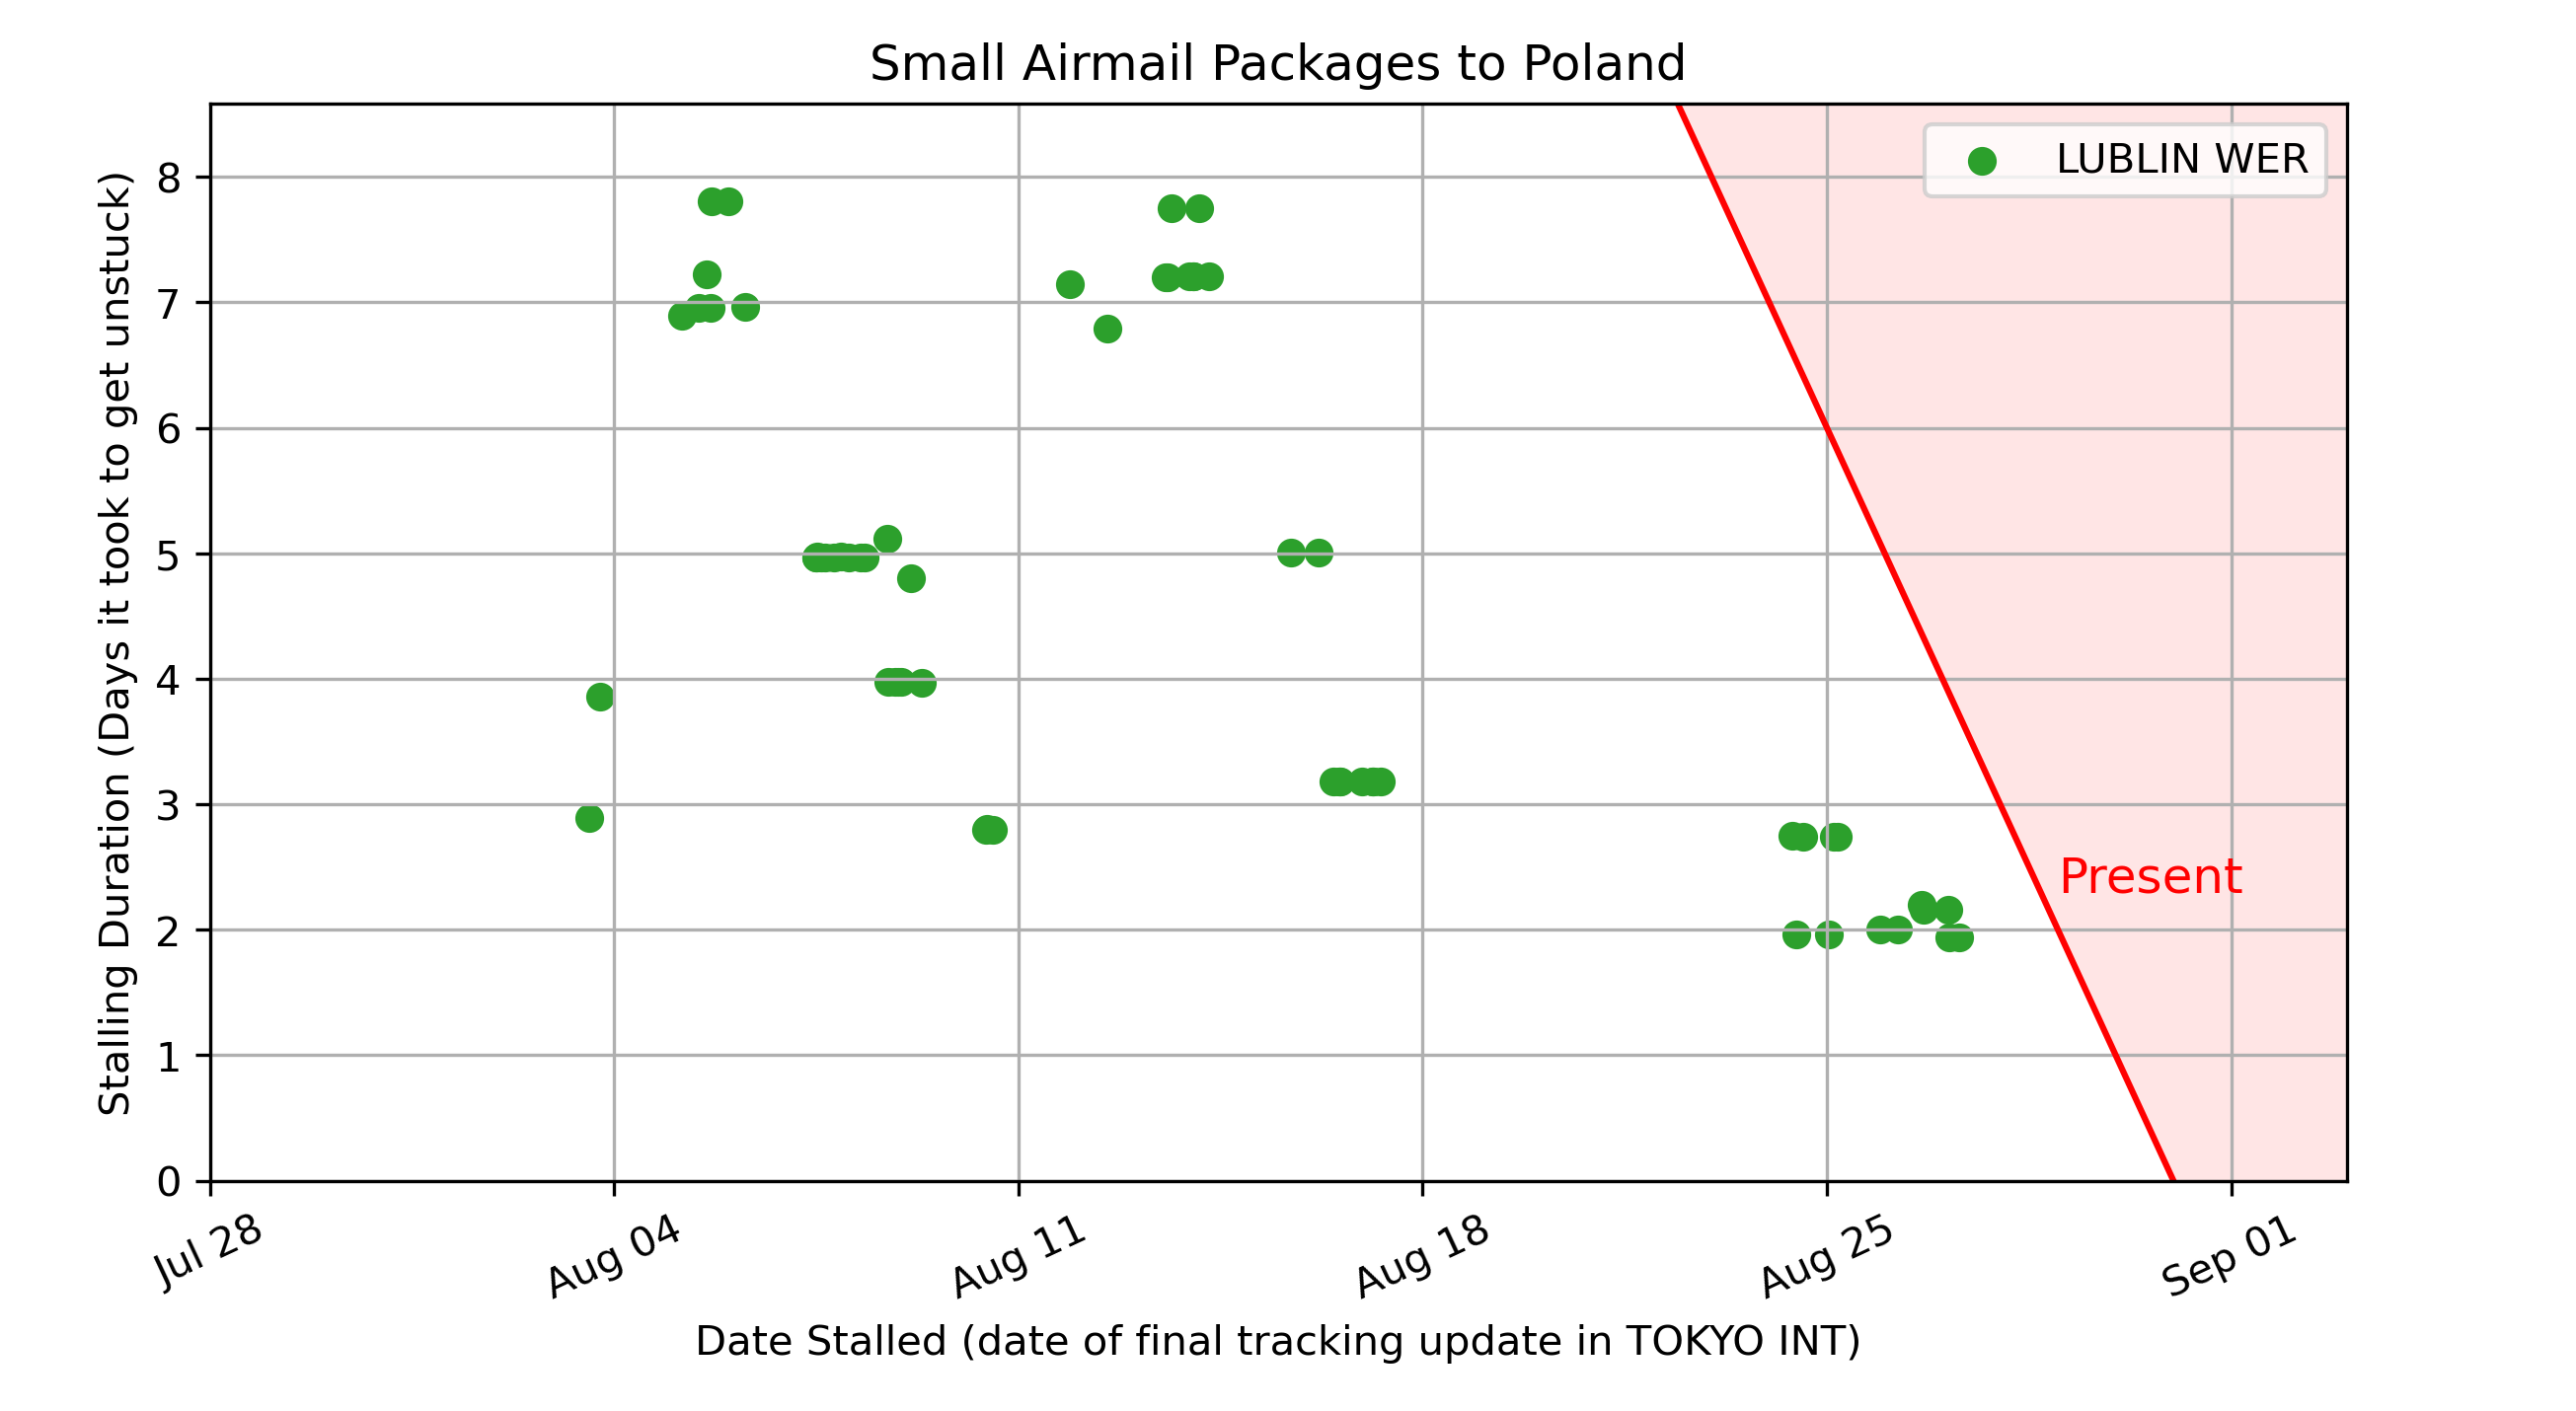 Small Airmail Packages to Poland
LUBLIN WER
Stalling Duration (Days it took to get unstuck)
8
7
6
5
4
3
2
1
0
Present
Jul 28
Aug 04
Aug 11
Aug 18
Aug 25
Sep 01
Date Stalled (date of final tracking update in TOKYO INT)